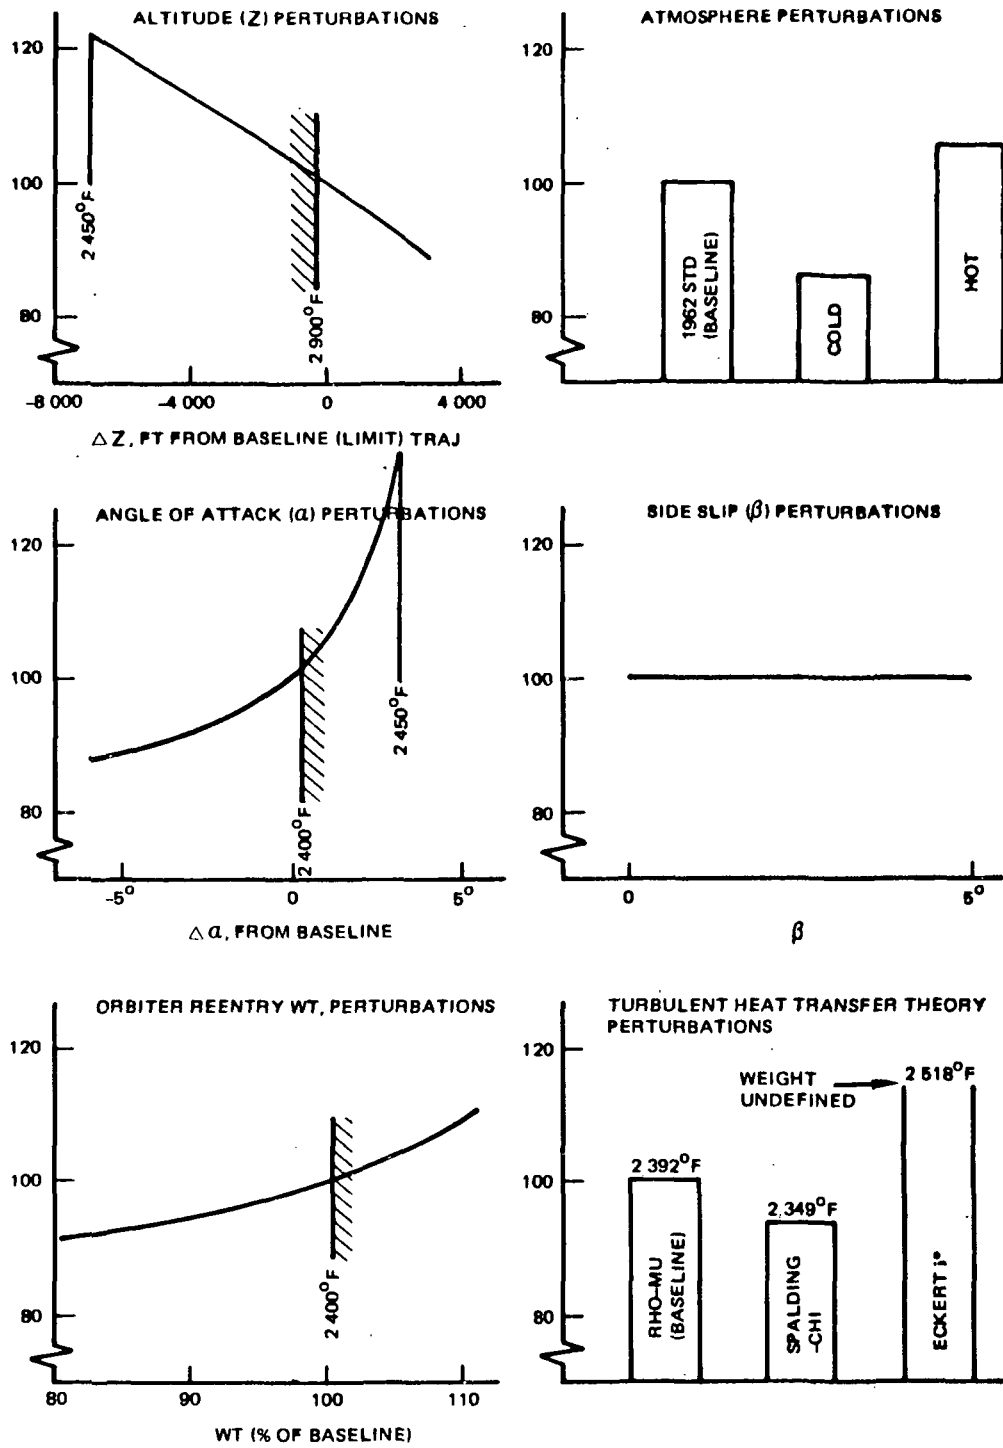 ALTITUDE (Z) PERTURBATIONS
120
100
80
2 450°F
2 900°F
-8 000
-4 000
0
4 000
△Z, FT FROM BASELINE (LIMIT) TRAJ
ATMOSPHERE PERTURBATIONS
120
100
80
1962 STD
(BASELINE)
COLD
HOT
ANGLE OF ATTACK (α) PERTURBATIONS
120
100
80
2 400°F
2 450°F
-5°
0
5°
△α, FROM BASELINE
SIDE SLIP (β) PERTURBATIONS
120
100
80
0
5°
β
ORBITER REENTRY WT, PERTURBATIONS
120
100
80
2 400°F
80
90
100
110
WT (% OF BASELINE)
TURBULENT HEAT TRANSFER THEORY
PERTURBATIONS
120
100
80
WEIGHT
UNDEFINED
2 392°F
2,349°F
2 518°F
RHO-MU
(BASELINE)
SPALDING
-CHI
ECKERT i*